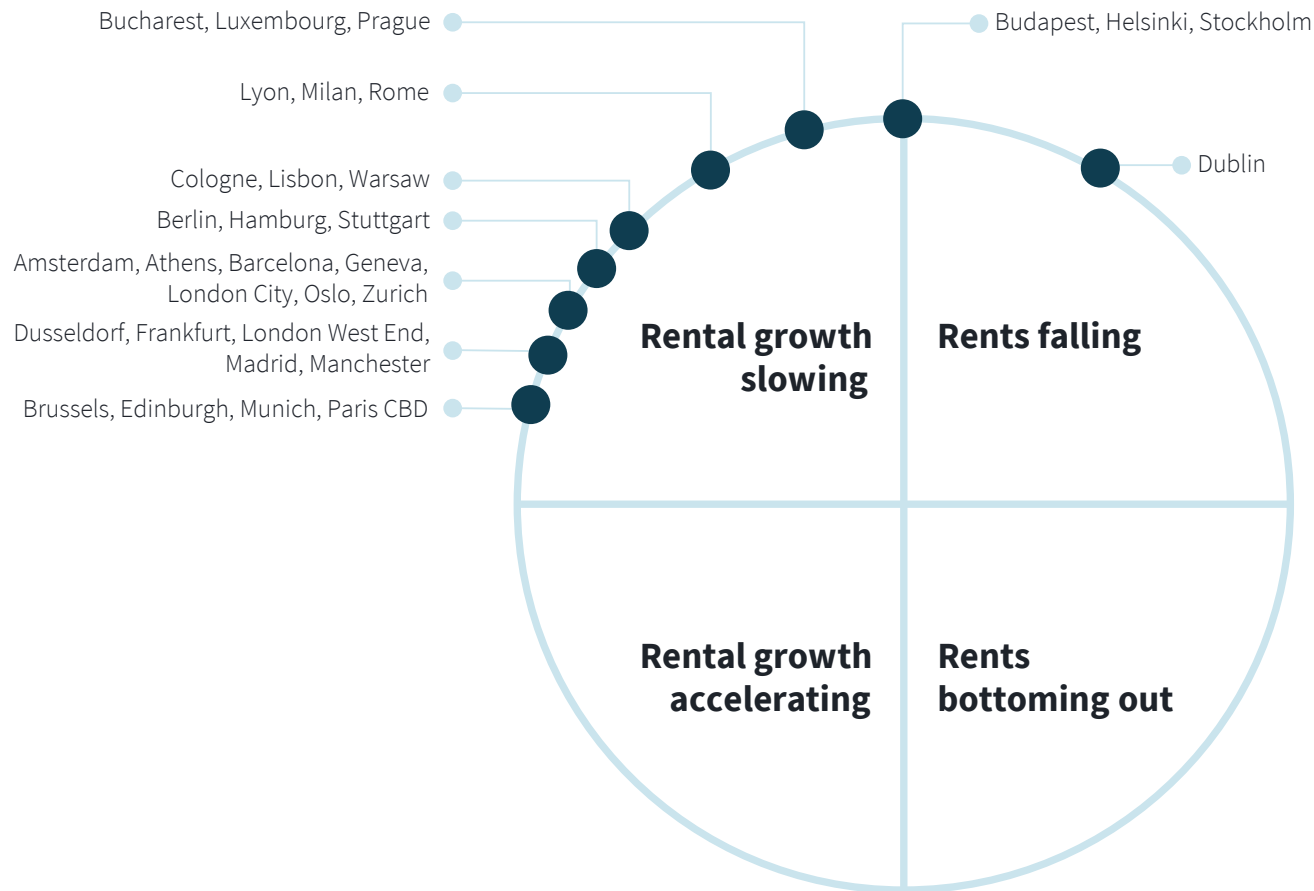 Bucharest, Luxembourg, Prague
Budapest, Helsinki, Stockholm
Lyon, Milan, Rome
Dublin
Cologne, Lisbon, Warsaw
Berlin, Hamburg, Stuttgart
Amsterdam, Athens, Barcelona, Geneva,
London City, Oslo, Zurich
Dusseldorf, Frankfurt, London West End,
Madrid, Manchester
Brussels, Edinburgh, Munich, Paris CBD
Rental growth
slowing
Rents falling
Rental growth
accelerating
Rents
bottoming out